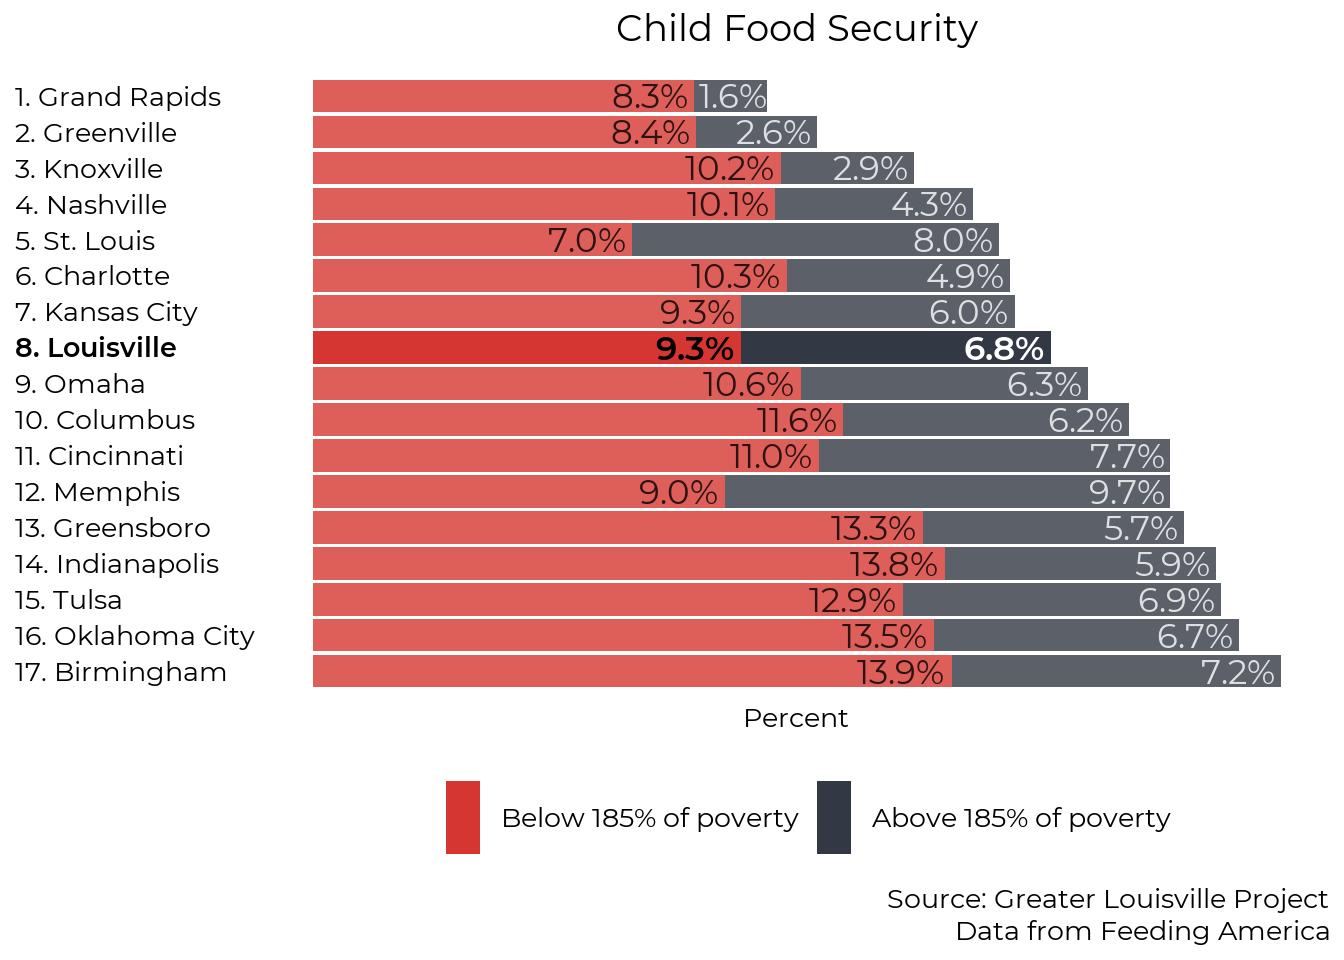 Child Food Security
1. Grand Rapids 8.3% 1.6%
2. Greenville 8.4% 2.6%
3. Knoxville 10.2% 2.9%
4. Nashville 10.1% 4.3%
5. St. Louis 7.0% 8.0%
6. Charlotte 10.3% 4.9%
7. Kansas City 9.3% 6.0%
8. Louisville 9.3% 6.8%
9. Omaha 10.6% 6.3%
10. Columbus 11.6% 6.2%
11. Cincinnati 11.0% 7.7%
12. Memphis 9.0% 9.7%
13. Greensboro 13.3% 5.7%
14. Indianapolis 13.8% 5.9%
15. Tulsa 12.9% 6.9%
16. Oklahoma City 13.5% 6.7%
17. Birmingham 13.9% 7.2%
Percent
Below 185% of poverty Above 185% of poverty
Source: Greater Louisville Project
Data from Feeding America